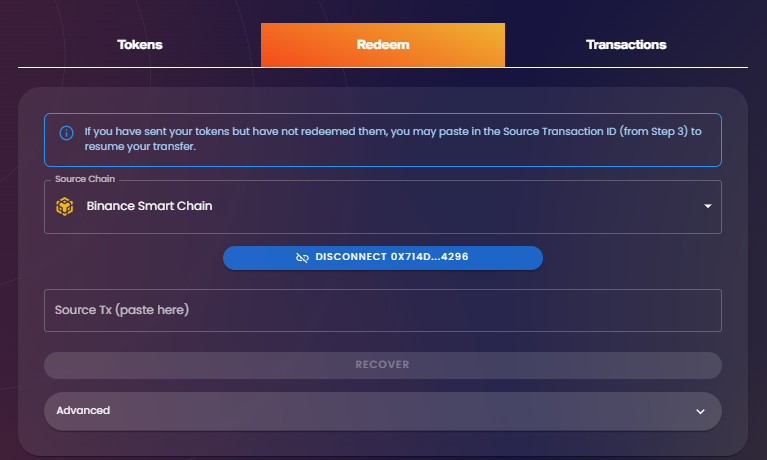 Tokens
Redeem
Transactions
If you have sent your tokens but have not redeemed them, you may paste in the Source Transaction ID (from Step 3) to
resume your transfer.
Source Chain
Binance Smart Chain
DISCONNECT 0X714D...4296
Source Tx (paste here)
RECOVER
Advanced